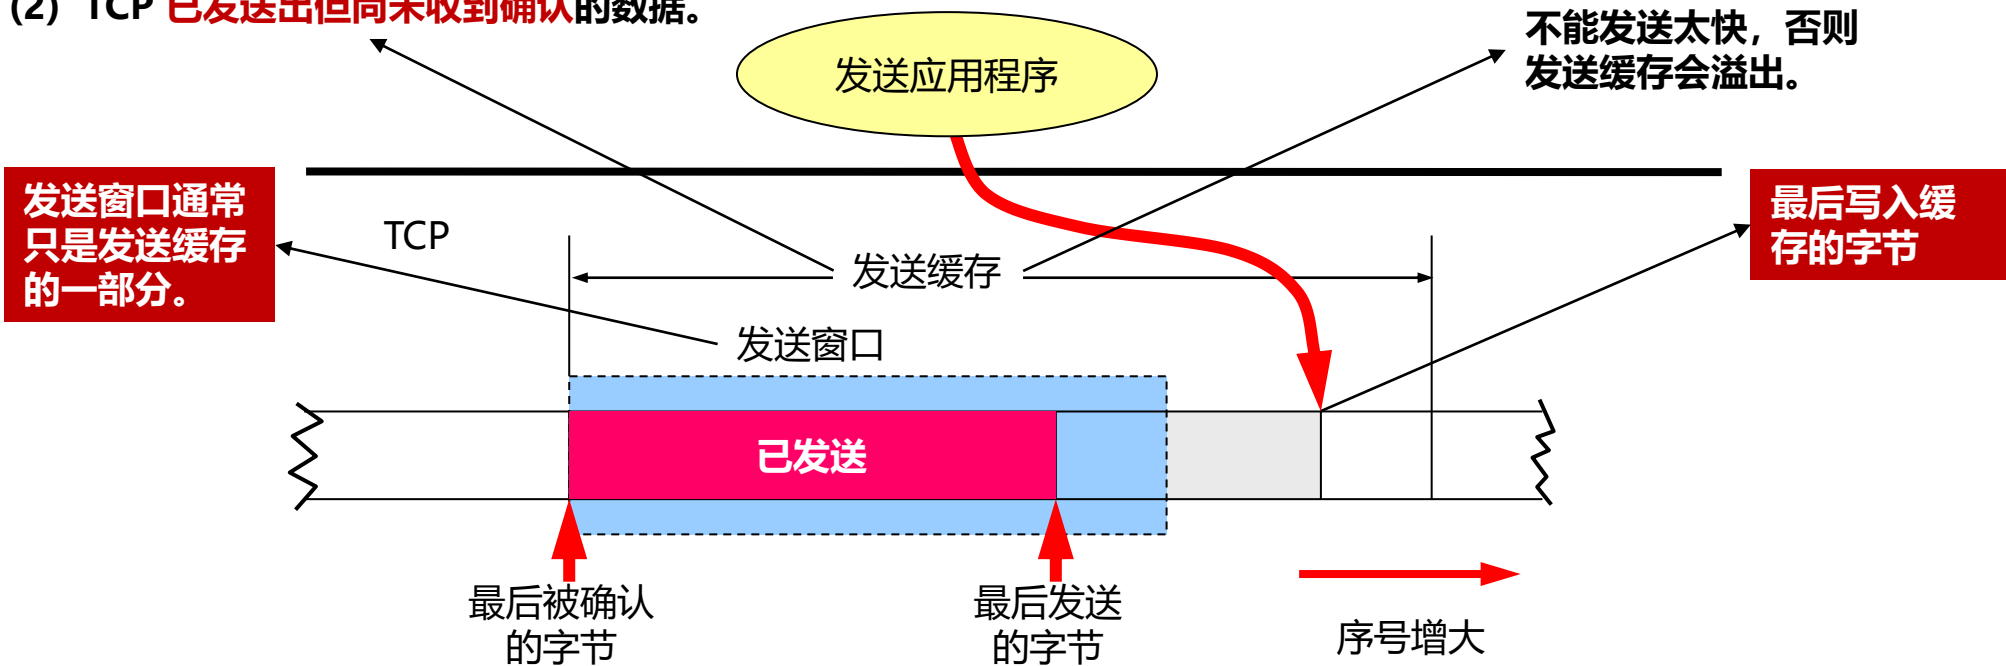 (2) TCP 已发送出但尚未收到确认的数据。
不能发送太快，否则
发送缓存会溢出。
发送应用程序
发送窗口通常
只是发送缓存
的一部分。
TCP
最后写入缓
存的字节
发送缓存
发送窗口
已发送
最后被确认
的字节
最后发送
的字节
序号增大